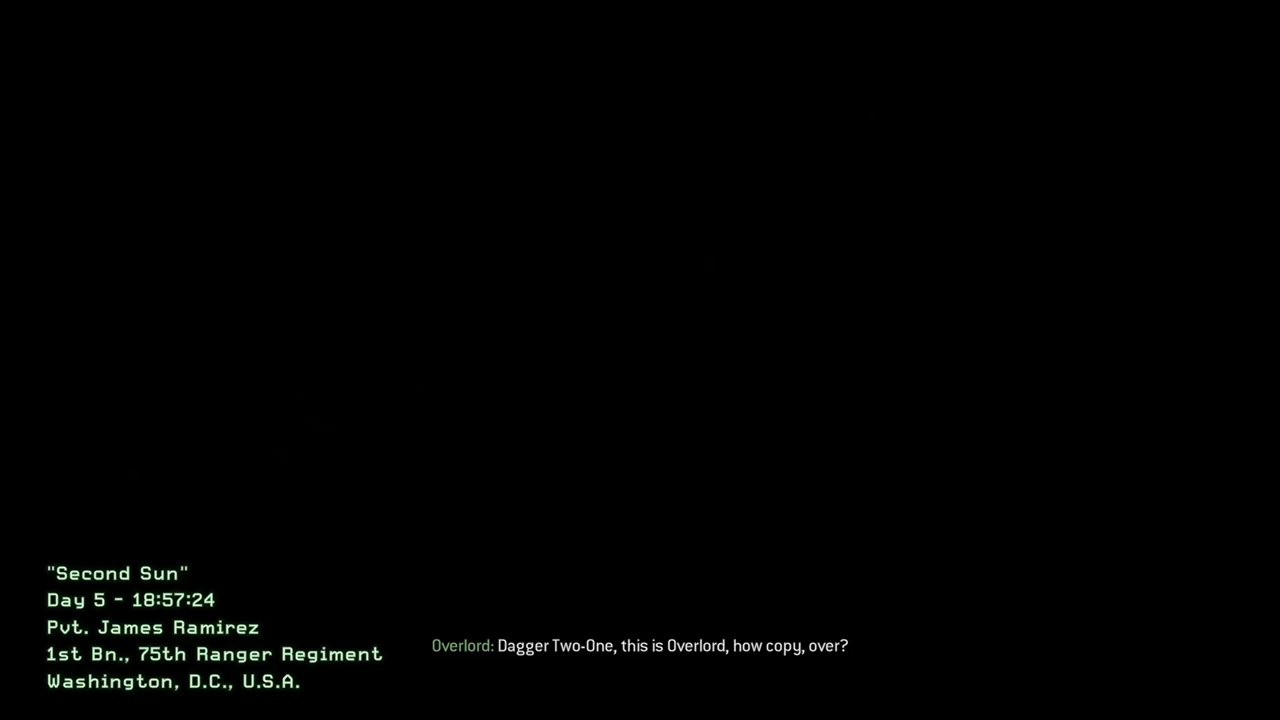 "Second Sun"
Day 5 - 18:57:24
Pvt. James Ramirez
1st Bn., 75th Ranger Regiment
Washington, D.C., U.S.A.
Overlord: Dagger Two-One, this is Overlord, how copy, over?